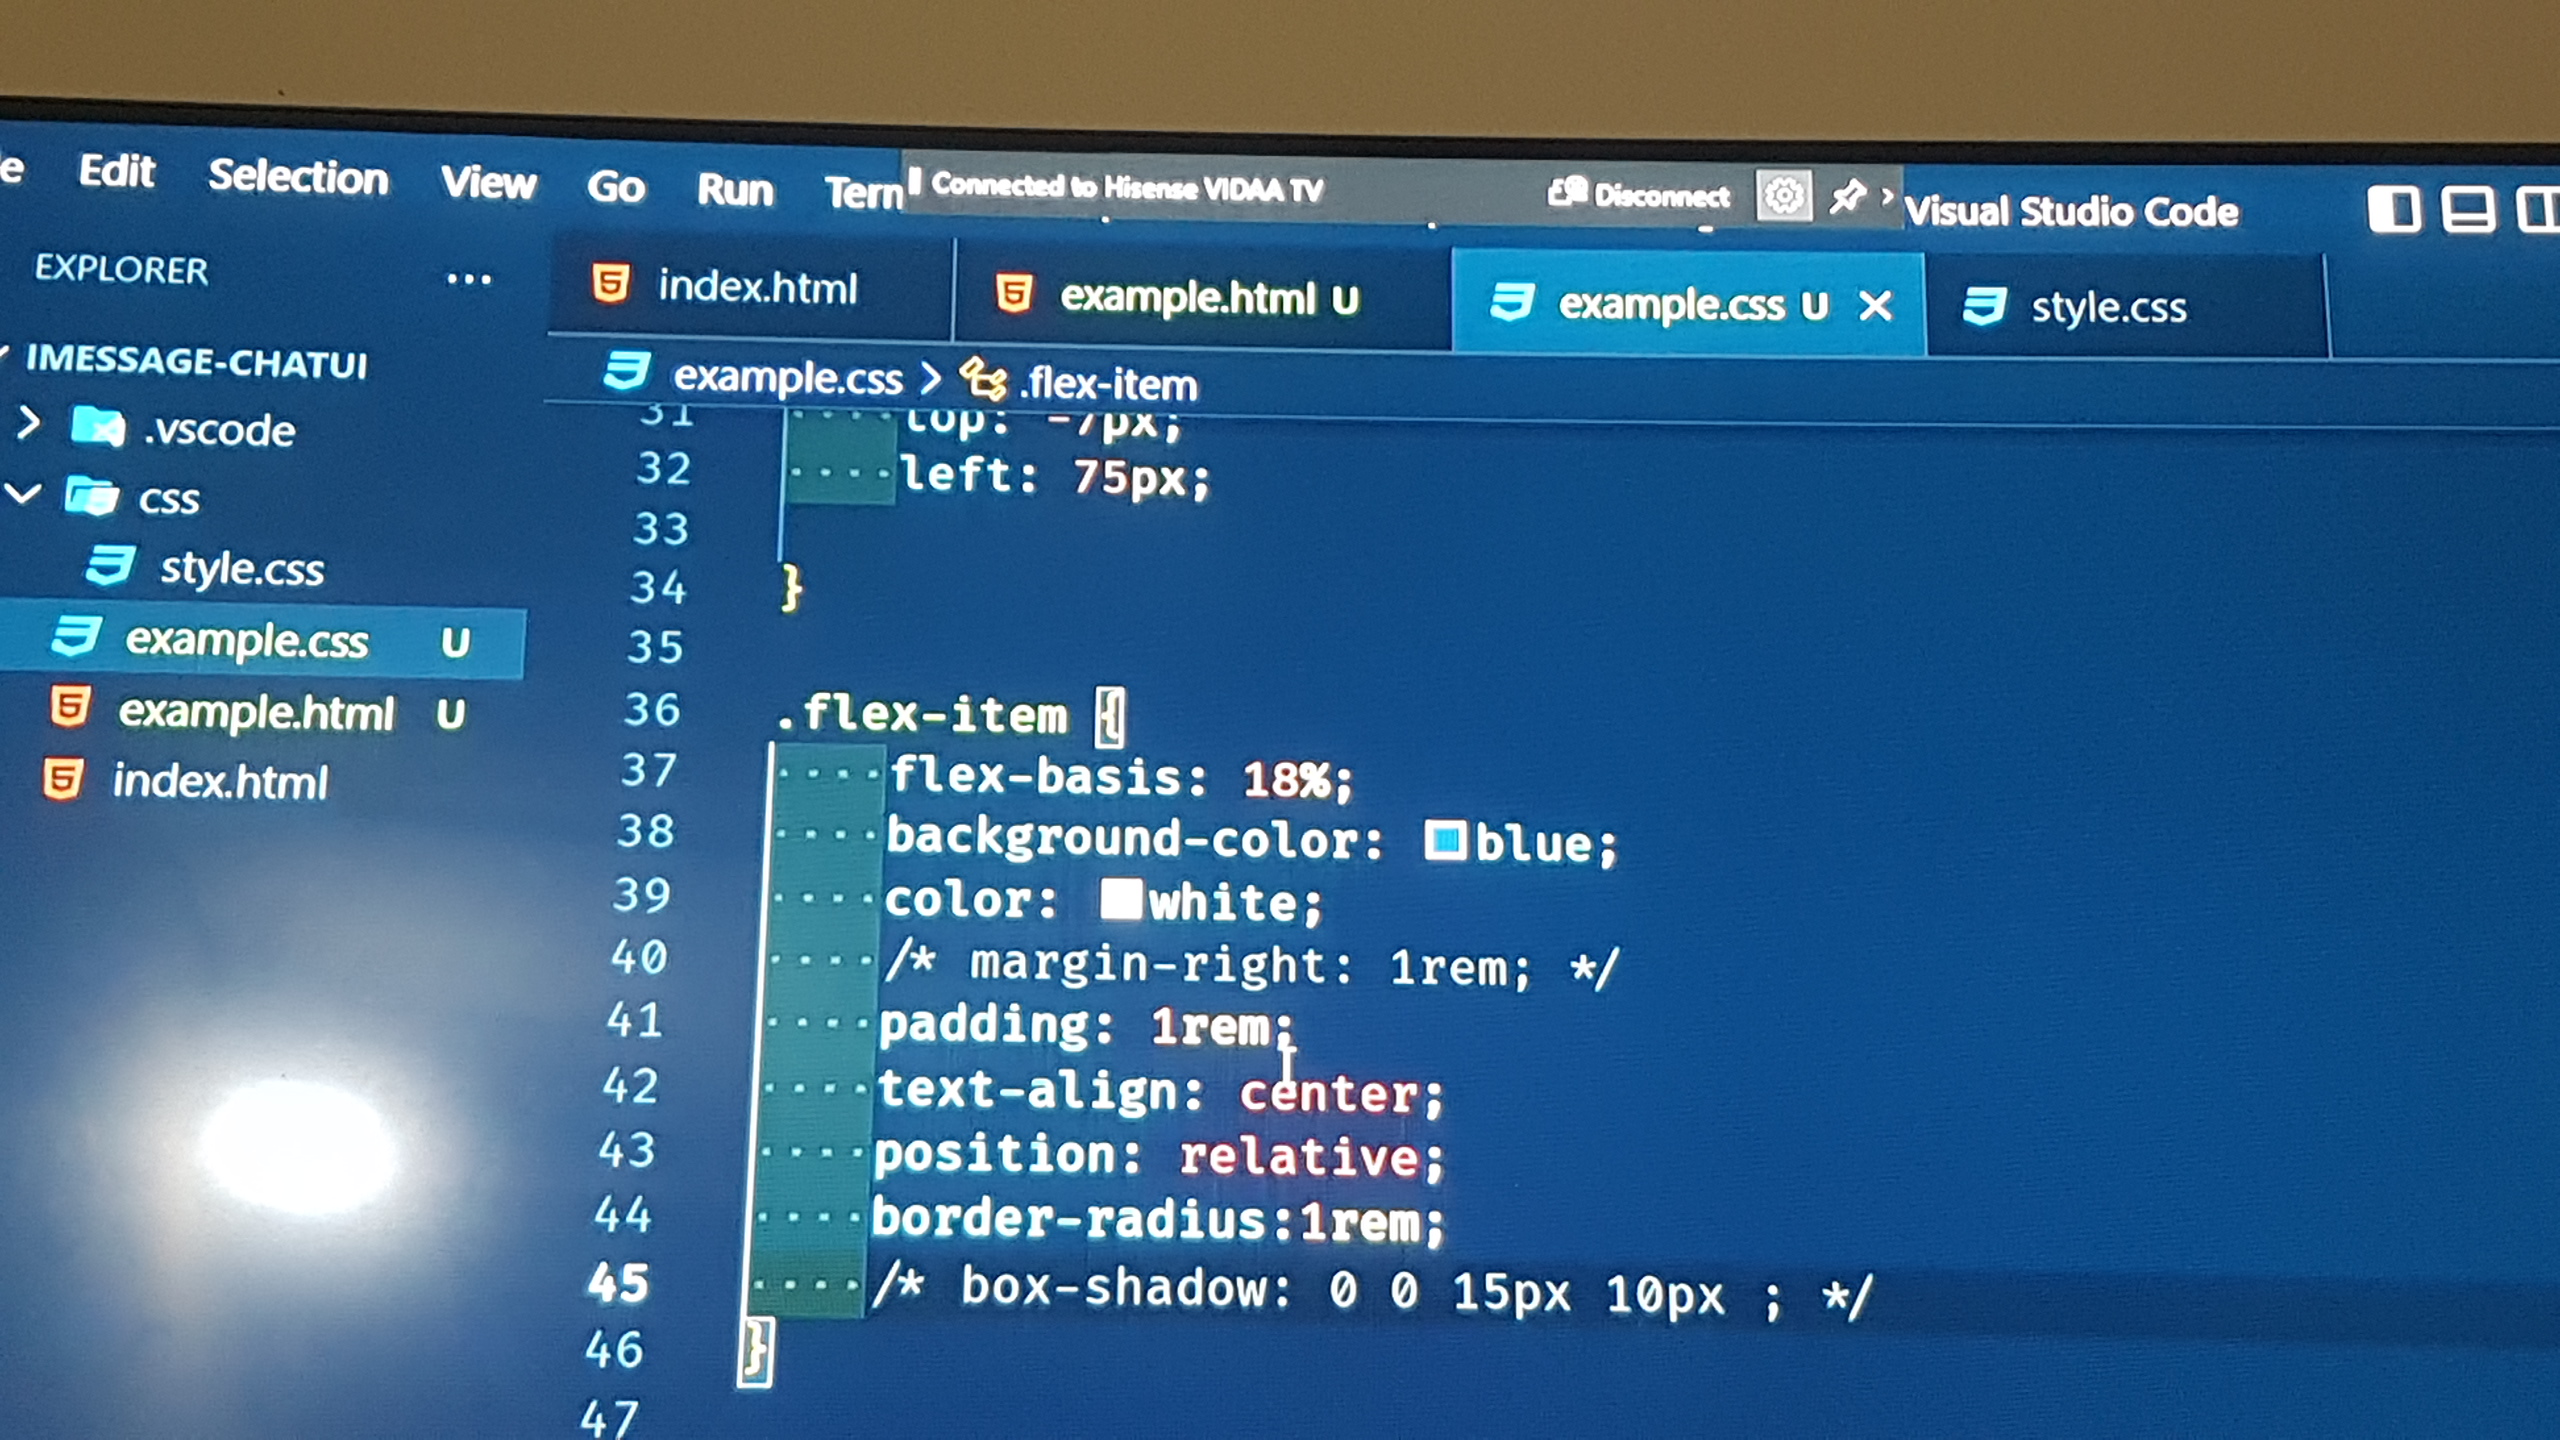 e Edit Selection View Go Run Tern Connected to Hisense VIDAA TV Disconnect Visual Studio Code
EXPLORER ...
index.html example.html U example.css U style.css
IMESSAGE-CHATUI
.vscode
css
style.css
example.css U
example.html U
index.html
example.css > .flex-item
31 top: -7px;
32 left: 75px;
33
34 }
35
36 .flex-item {
37 ....flex-basis: 18%;
38 ....background-color: blue;
39 ....color: white;
40 ..../* margin-right: 1rem; */
41 ....padding: 1rem;
42 ....text-align: center;
43 ....position: relative;
44 ....border-radius:1rem;
45 ..../* box-shadow: 0 0 15px 10px ; */
46 }
47